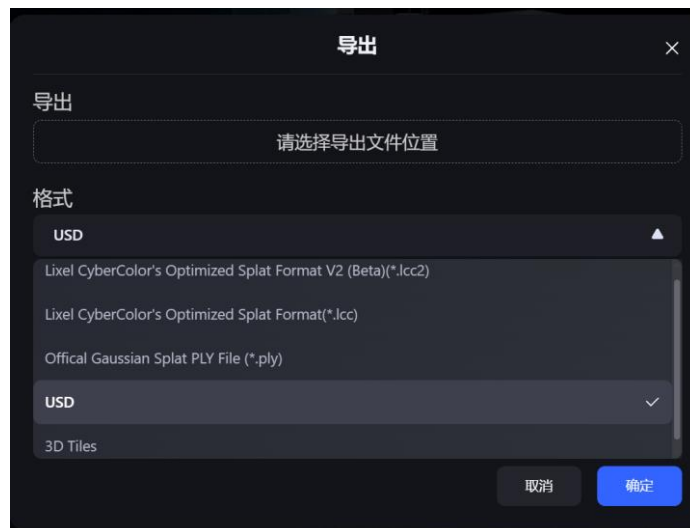 导出
导出
请选择导出文件位置
格式
USD
Lixel CyberColor's Optimized Splat Format V2 (Beta)(*.lcc2)
Lixel CyberColor's Optimized Splat Format(*.lcc)
Offical Gaussian Splat PLY File (*.ply)
USD
3D Tiles
取消 确定